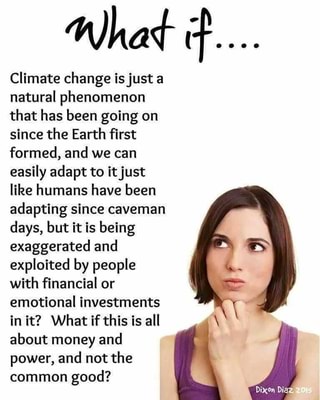 What if....
Climate change is just a
natural phenomenon
that has been going on
since the Earth first
formed, and we can
easily adapt to it just
like humans have been
adapting since caveman
days, but it is being
exaggerated and
exploited by people
with financial or
emotional investments
in it? What if this is all
about money and
power, and not the
common good?
Dixon Diaz 2015